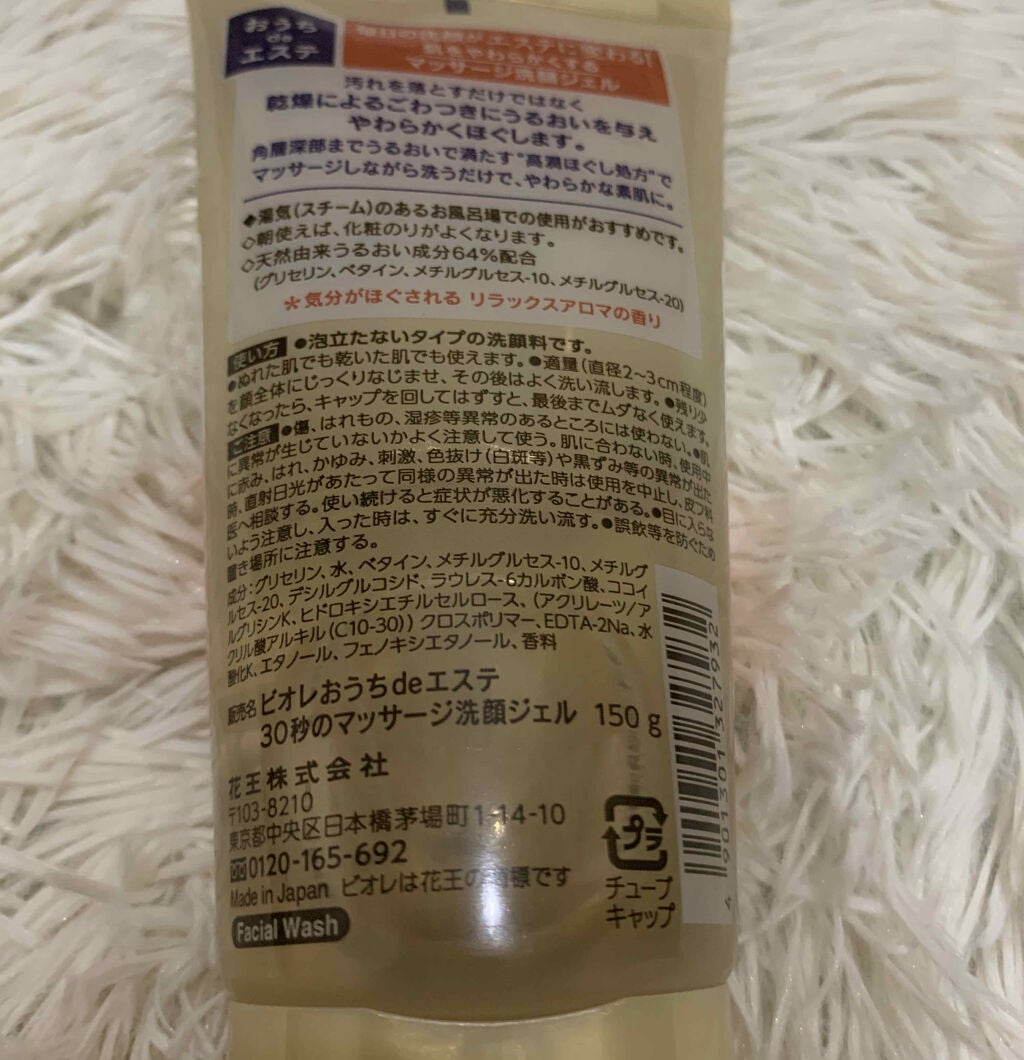 おうち
de
エステ
毎日の洗顔がエステに変わる!
肌をやわらかくする
マッサージ洗顔ジェル
汚れを落とすだけではなく
乾燥によるごわつきにうるおいを与え
やわらかくほぐします。
角層深部までうるおいで満たす"高潤ほぐし処方"で
マッサージしながら洗うだけで、やわらかな素肌に。
◆湯気(スチーム)のあるお風呂場での使用がおすすめです。
◇朝使えば、化粧のりがよくなります。
◇天然由来うるおい成分64%配合
(グリセリン、ベタイン、メチルグルセス-10、メチルグルセス-20)
*気分がほぐされる リラックスアロマの香り
使い方 ●泡立たないタイプの洗顔料です。
●ぬれた肌でも乾いた肌でも使えます。●適量(直径2~3cm程度)
を顔全体にじっくりなじませ、その後はよく洗い流します。●残り少
なくなったら、キャップを回してはずすと、最後までムダなく使えます。
ご注意 ●傷、はれもの、湿疹等異常のあるところには使わない。●肌
に異常が生じていないかよく注意して使う。肌に合わない時、使用中
に赤み、はれ、かゆみ、刺激、色抜け(白斑等)や黒ずみ等の異常が出た
時、直射日光があたって同様の異常が出た時は使用を中止し、皮フ科
医へ相談する。使い続けると症状が悪化することがある。●目に入らな
いよう注意し、入った時は、すぐに充分洗い流す。●誤飲等を防ぐため
置き場所に注意する。
成分:グリセリン、水、ベタイン、メチルグルセス-10、メチルグ
ルセス-20、デシルグルコシド、ラウレス-6カルボン酸、ココイ
ルグリシンK、ヒドロキシエチルセルロース、(アクリレーツ/ア
クリル酸アルキル(C10-30))クロスポリマー、EDTA-2Na、水
酸化K、エタノール、フェノキシエタノール、香料
販売名 ビオレおうちdeエステ
30秒のマッサージ洗顔ジェル 150g
花王株式会社
〒103-8210
東京都中央区日本橋茅場町1-14-10
0120-165-692
Made in Japan ビオレは花王の商標です
Facial Wash
プラ
チューブ
キャップ
4 901301 327932